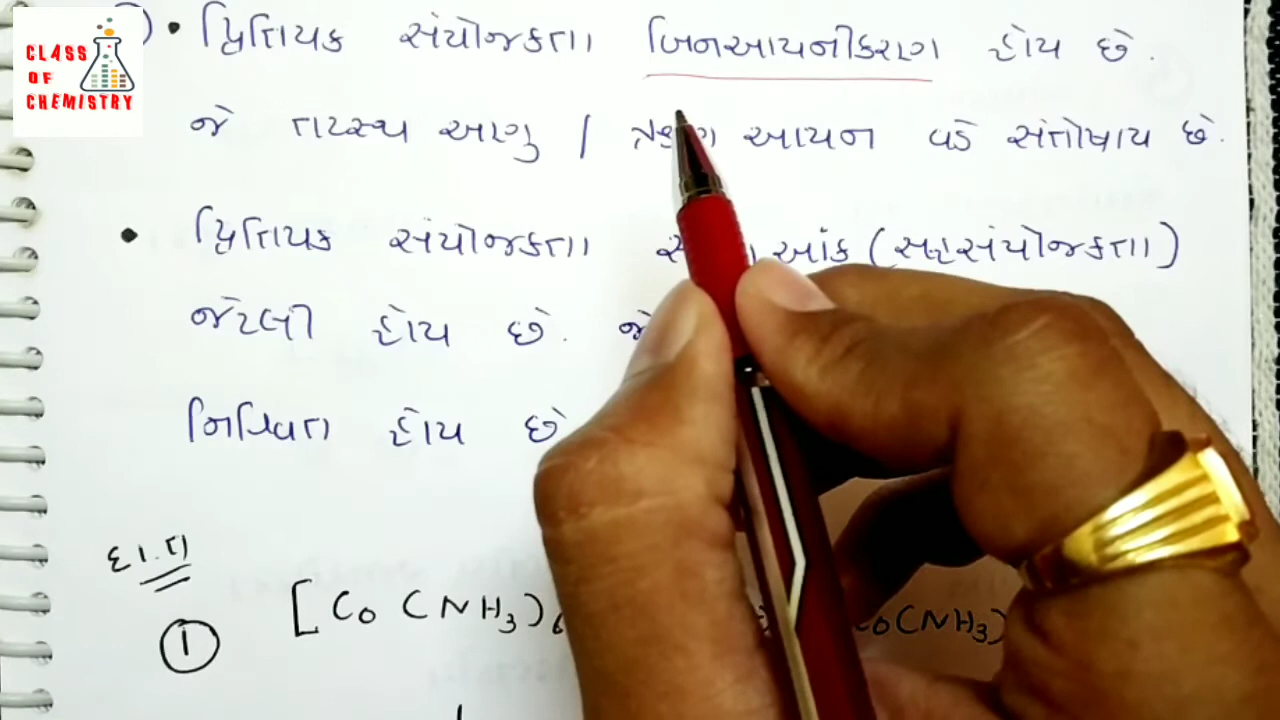 CLASS
OF
CHEMISTRY
• દ્વિતિયક સંયોજકતા બિનઆયનીકરણ હોય છે.
જે તટસ્થ અણુ / આયન વડે સંતોષાય છે.
• દ્વિતિયક સંયોજકતા આંક (સહસંયોજકતા)
જેટલી હોય છે. જે
નિશ્ચિત હોય છે
દા.ત
① [Co(NH3)6 Co(NH3)